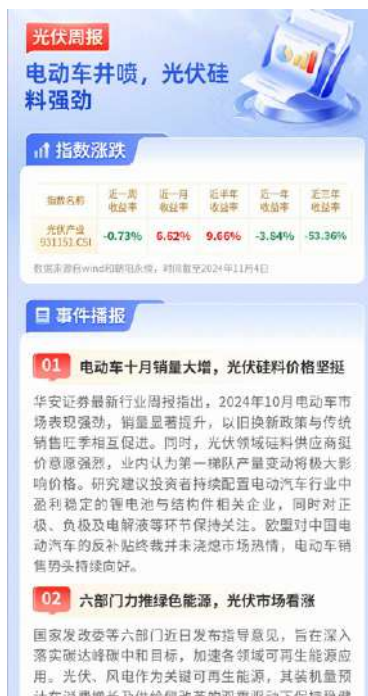 光伏周报
电动车井喷，光伏硅
料强劲
指数涨跌
指数名称 近一周收益率 近一月收益率 近半年收益率 近一年收益率 近三年收益率
光伏产业 931151.CSI -0.73% 6.62% 9.66% -3.84% -53.36%
时间截至2024年11月4日
事件播报
01 电动车十月销量大增，光伏硅料价格坚挺
华安证券最新行业周报指出，2024年10月电动车市
场表现强劲，销量显著提升，以旧换新政策与传统
销售旺季相互促进。同时，光伏领域硅料供应商挺
价意愿强烈，业内认为第一梯队产量变动将极大影
响价格。研究建议投资者持续配置电动汽车行业中
盈利稳定的锂电池与结构件相关企业，同时对正
极、负极及电解液等环节保持关注。欧盟对中国电
动汽车的反补贴终裁并未浇熄市场热情，电动车销
售势头持续向好。
02 六部门力推绿色能源，光伏市场看涨
国家发改委等六部门近日发布指导意见，旨在深入
落实碳达峰碳中和目标，加速各领域可再生能源应
用。光伏、风电作为关键可再生能源，其装机量预